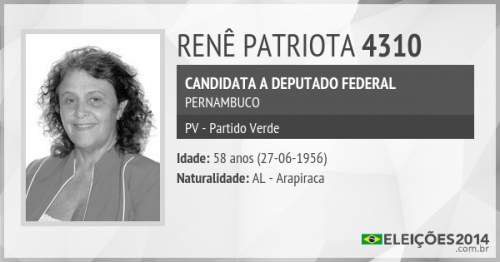 RENÊ PATRIOTA 4310
CANDIDATA A DEPUTADO FEDERAL
PERNAMBUCO
PV - Partido Verde
Idade: 58 anos (27-06-1956)
Naturalidade: AL - Arapiraca
ELEIÇÕES2014
.com.br